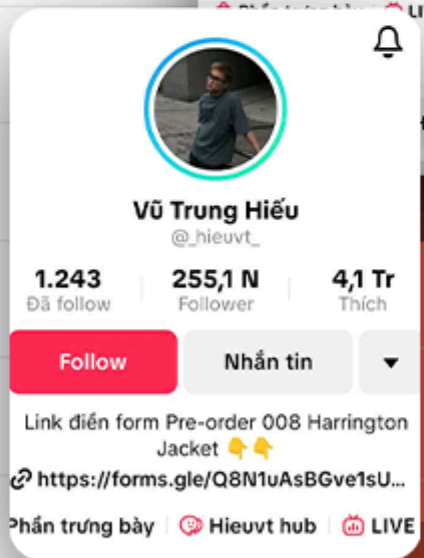 Vũ Trung Hiếu
@_hieuvt_
1.243 255,1 N 4,1 Tr
Đã follow Follower Thích
Follow Nhắn tin
Link điền form Pre-order 008 Harrington
Jacket 👇👇
https://forms.gle/Q8N1uAsBGve1sU...
Phần trưng bày Hieuvt hub LIVE